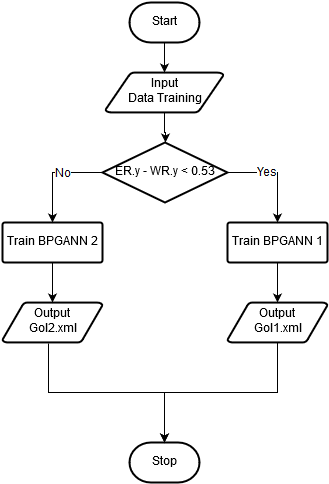 Start
Input
Data Training
ER.y - WR.y < 0.53
No
Yes
Train BPGANN 2
Train BPGANN 1
Output
Gol2.xml
Output
Gol1.xml
Stop